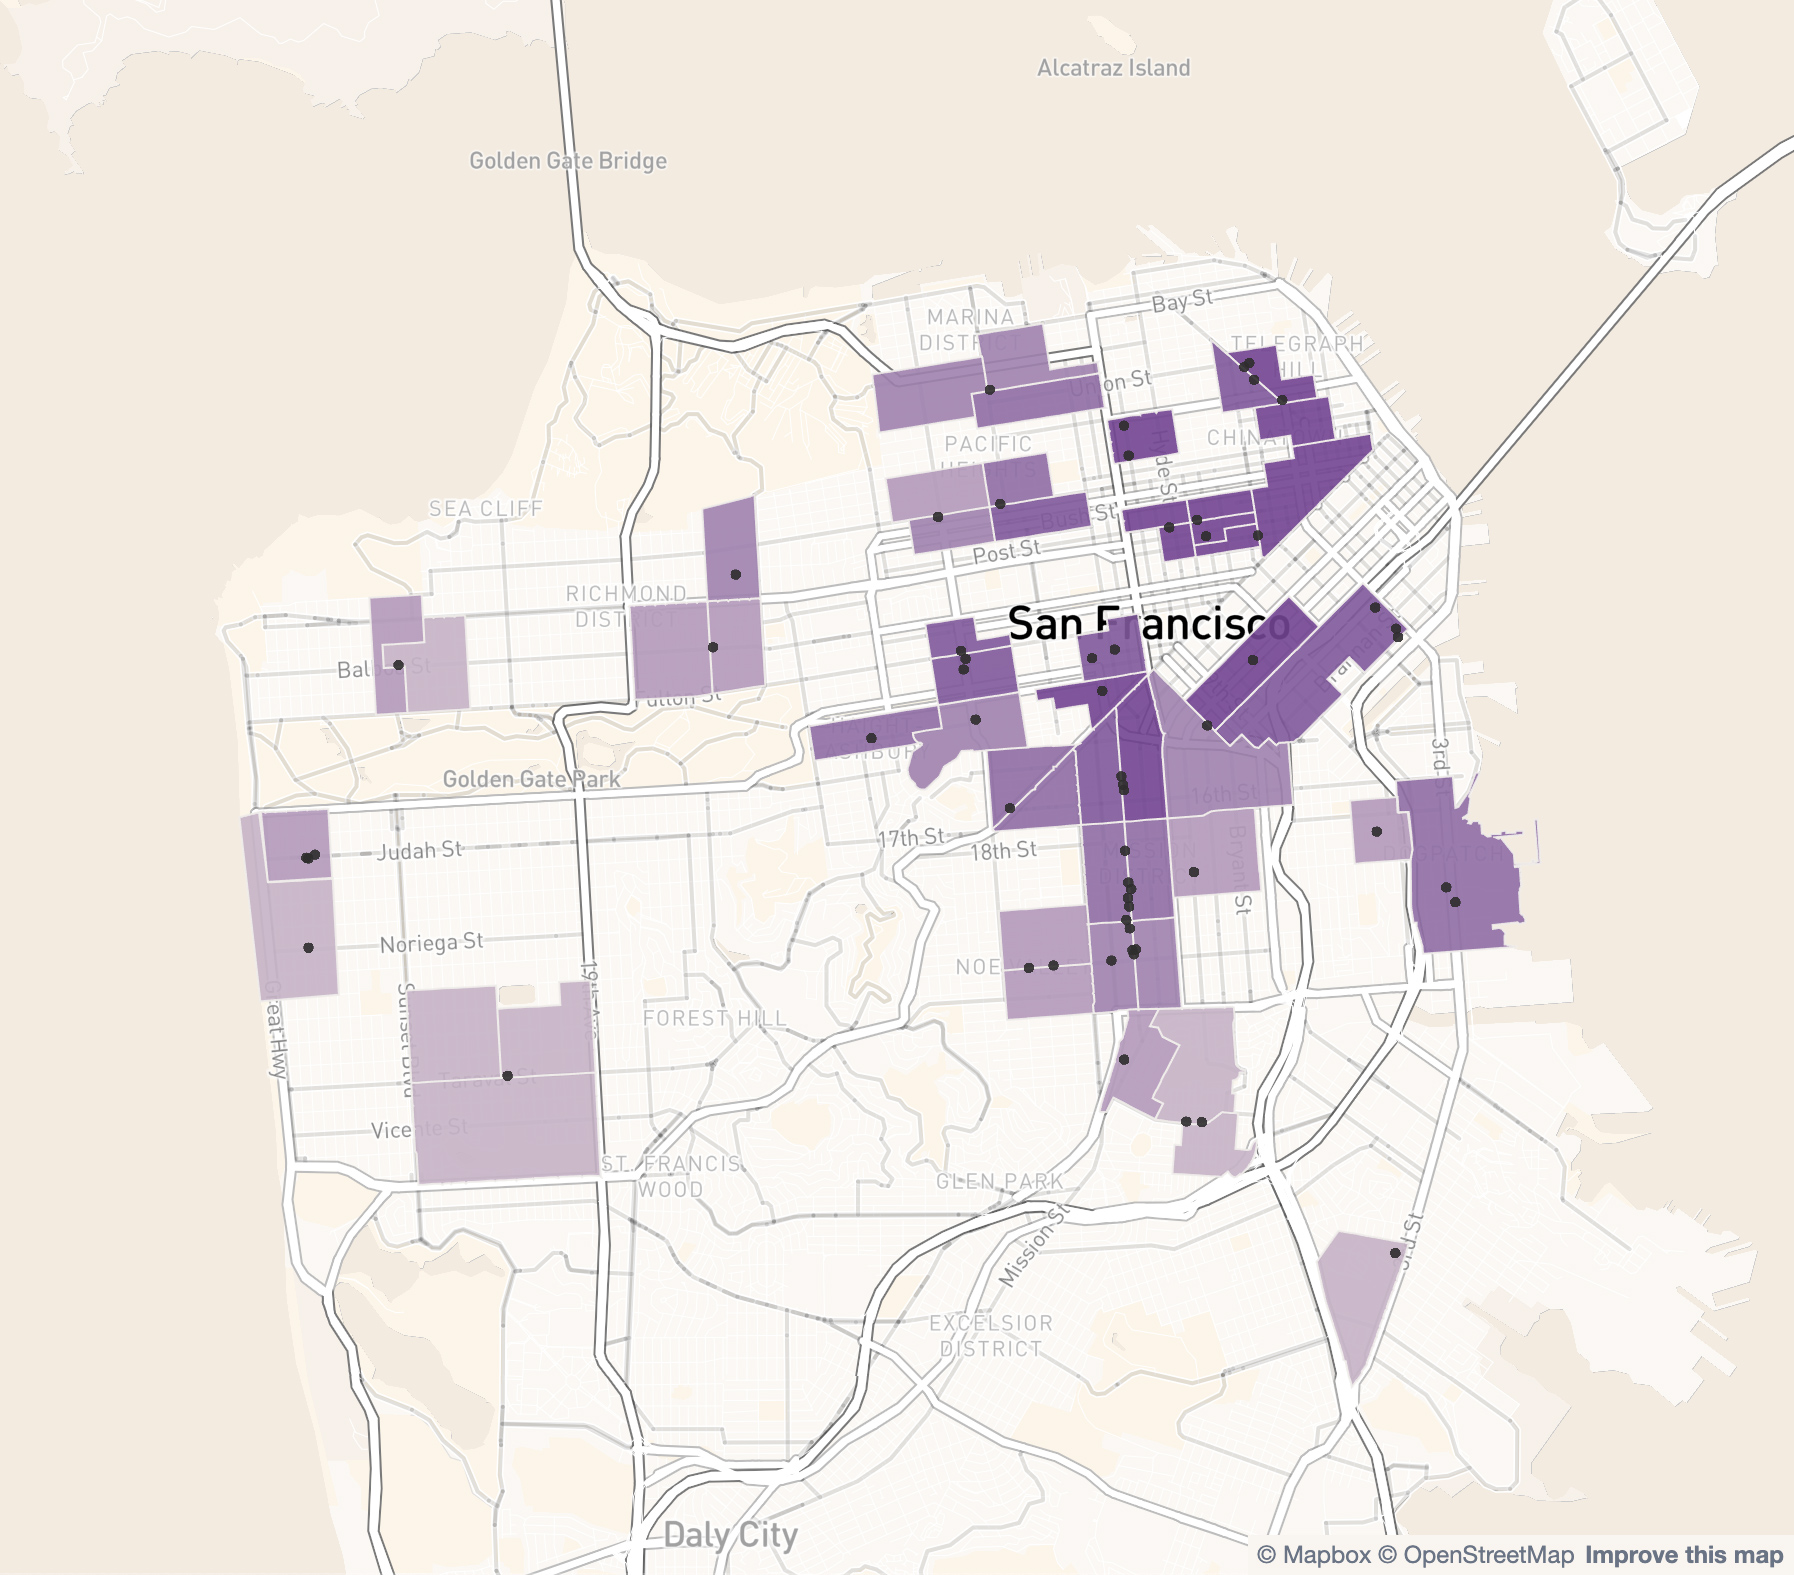 Alcatraz Island
Golden Gate Bridge
Bay St
MARINA
DISTRICT
TELEGRAPH
HILL
Union St
PACIFIC
HEIGHTS
Hyde St
SEA CLIFF
Bush St
Post St
RICHMOND
DISTRICT
San Francisco
Balboa St
Fulton St
Golden Gate Park
3rd St
16th St
17th St
18th St
Judah St
MISSION
DISTRICT
Bryant St
DOGPATCH
Noriega St
19th Ave
Great Hwy
Sunset Blvd
FOREST HILL
Taraval St
Vicente St
ST. FRANCIS
WOOD
GLEN PARK
Mission St
3rd St
EXCELSIOR
DISTRICT
Daly City
© Mapbox © OpenStreetMap Improve this map